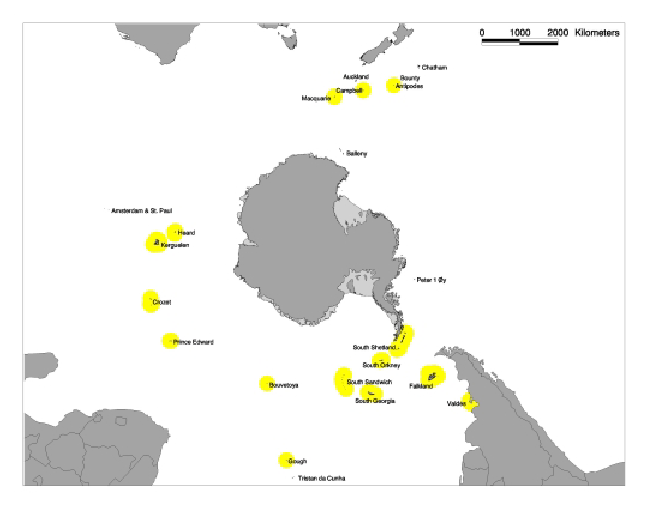 0 1000 2000 Kilometers
Chatham
Auckland
Bounty
Campbell
Antipodes
Macquarie
Balleny
Amsterdam & St. Paul
Heard
Kerguelen
Peter I Øy
Crozet
Prince Edward
South Shetland
South Orkney
Bouvetoya
South Sandwich
Falkland
South Georgia
Valdes
Gough
Tristan da Cunha